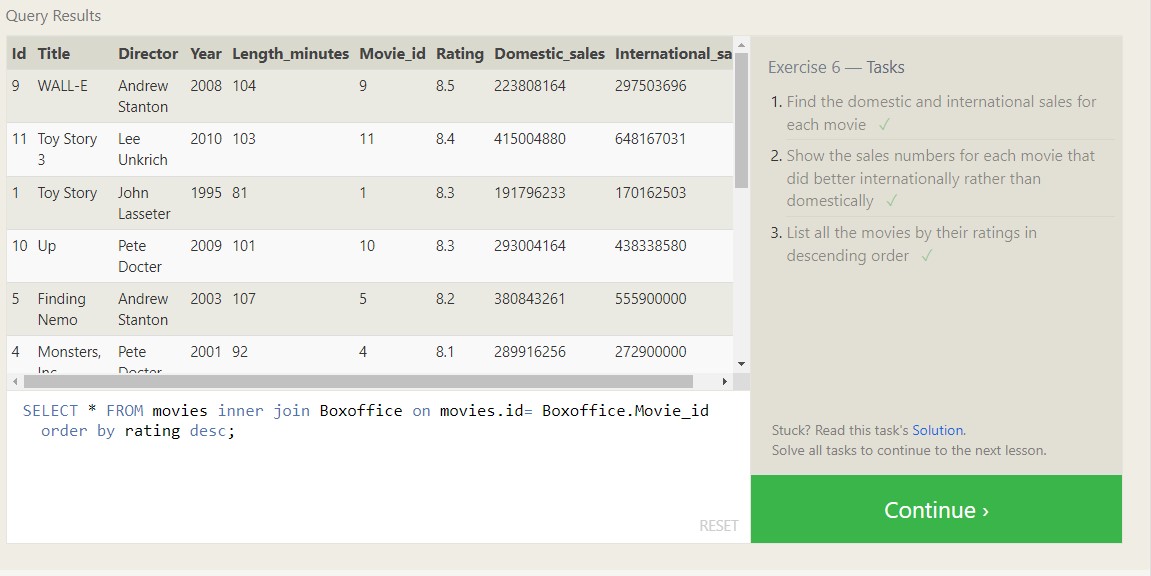 Query Results
Id Title Director Year Length_minutes Movie_id Rating Domestic_sales International_sa
9 WALL-E Andrew 2008 104 9 8.5 223808164 297503696
Stanton
11 Toy Story Lee 2010 103 11 8.4 415004880 648167031
3 Unkrich
1 Toy Story John 1995 81 1 8.3 191796233 170162503
Lasseter
10 Up Pete 2009 101 10 8.3 293004164 438338580
Docter
5 Finding Andrew 2003 107 5 8.2 380843261 555900000
Nemo Stanton
4 Monsters, Pete 2001 92 4 8.1 289916256 272900000
Inc. Docter
SELECT * FROM movies inner join Boxoffice on movies.id= Boxoffice.Movie_id
order by rating desc;
RESET
Exercise 6 — Tasks
1. Find the domestic and international sales for
each movie ✓
2. Show the sales numbers for each movie that
did better internationally rather than
domestically ✓
3. List all the movies by their ratings in
descending order ✓
Stuck? Read this task's Solution.
Solve all tasks to continue to the next lesson.
Continue ›